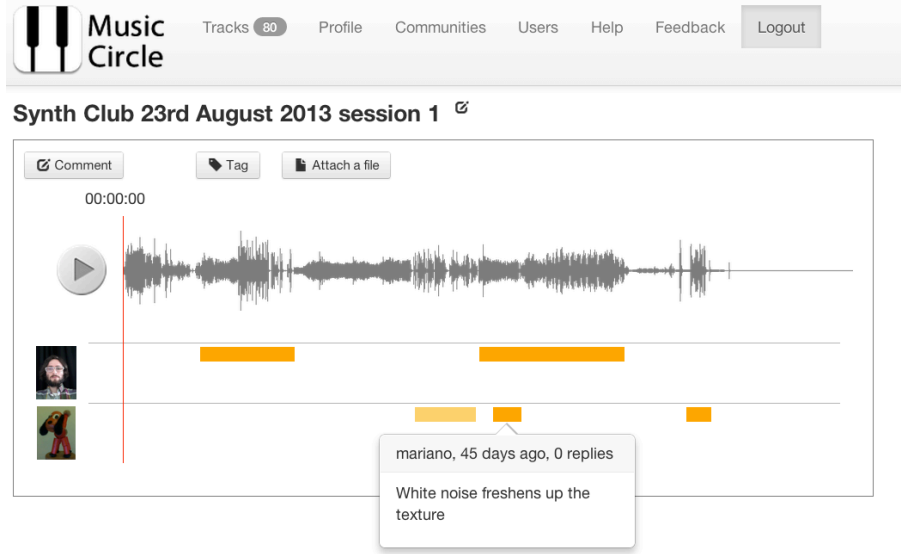 Music
Circle
Tracks 80 Profile Communities Users Help Feedback Logout
Synth Club 23rd August 2013 session 1
Comment Tag Attach a file
00:00:00
mariano, 45 days ago, 0 replies
White noise freshens up the
texture